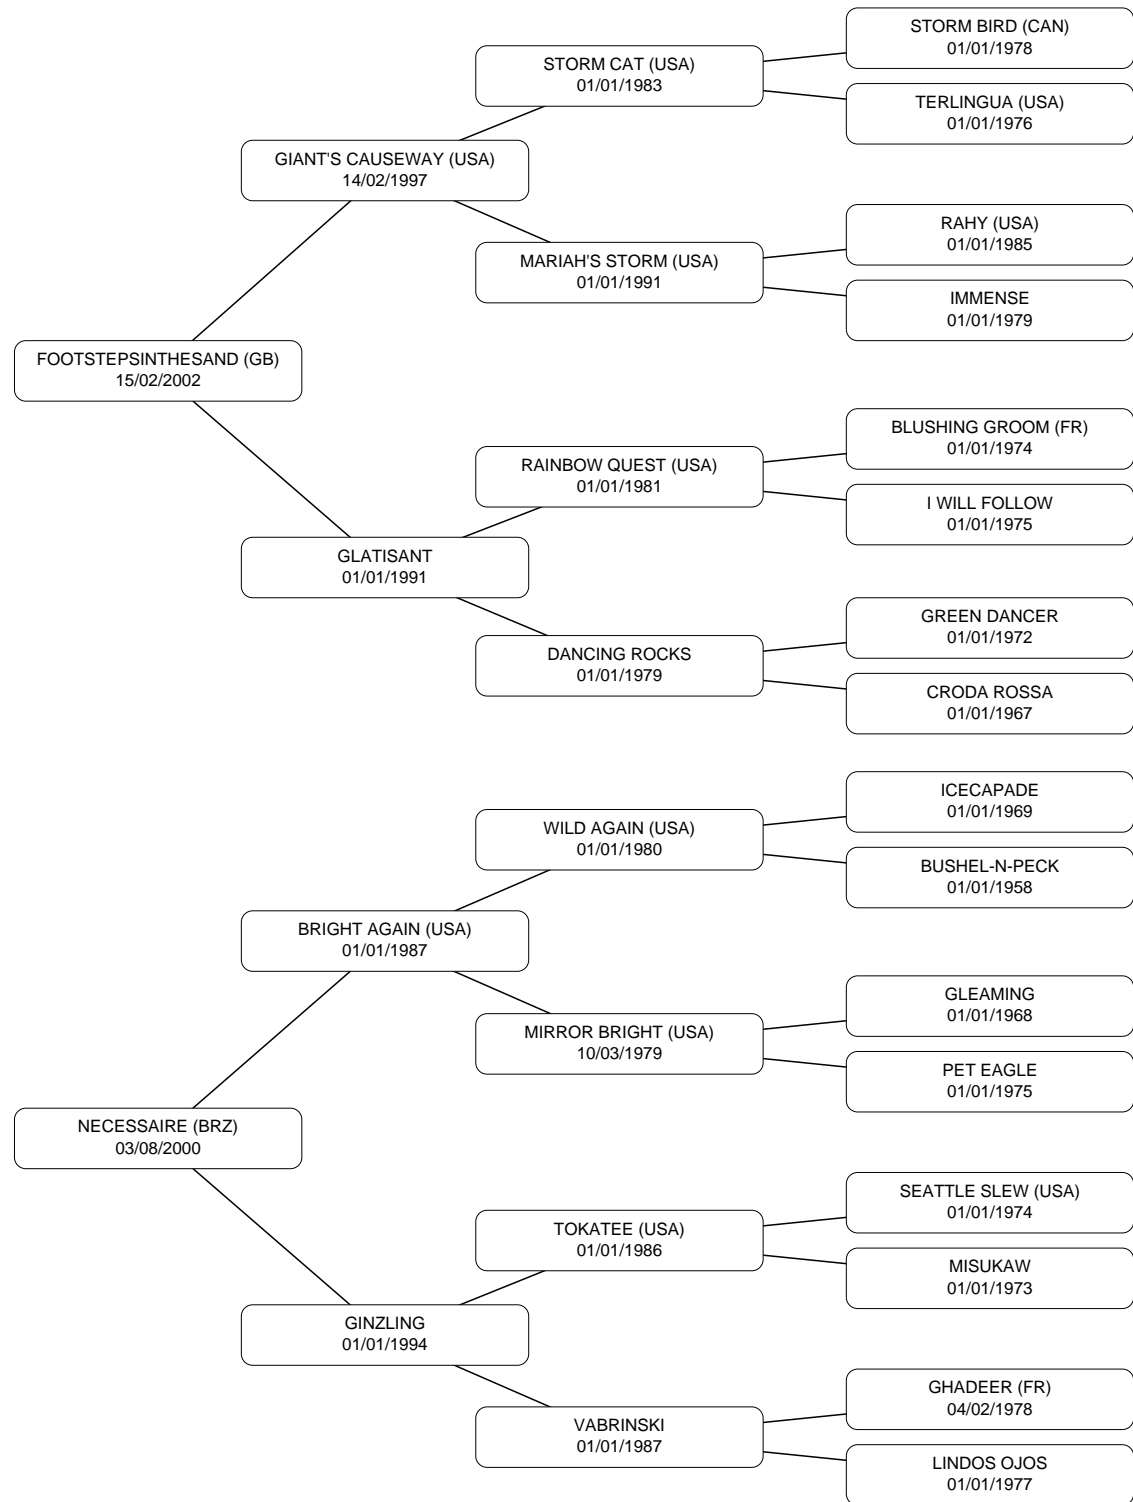 STORM BIRD (CAN)
01/01/1978
STORM CAT (USA)
01/01/1983
TERLINGUA (USA)
01/01/1976
GIANT'S CAUSEWAY (USA)
14/02/1997
RAHY (USA)
01/01/1985
MARIAH'S STORM (USA)
01/01/1991
IMMENSE
01/01/1979
FOOTSTEPSINTHESAND (GB)
15/02/2002
BLUSHING GROOM (FR)
01/01/1974
RAINBOW QUEST (USA)
01/01/1981
I WILL FOLLOW
01/01/1975
GLATISANT
01/01/1991
GREEN DANCER
01/01/1972
DANCING ROCKS
01/01/1979
CRODA ROSSA
01/01/1967
ICECAPADE
01/01/1969
WILD AGAIN (USA)
01/01/1980
BUSHEL-N-PECK
01/01/1958
BRIGHT AGAIN (USA)
01/01/1987
GLEAMING
01/01/1968
MIRROR BRIGHT (USA)
10/03/1979
PET EAGLE
01/01/1975
NECESSAIRE (BRZ)
03/08/2000
SEATTLE SLEW (USA)
01/01/1974
TOKATEE (USA)
01/01/1986
MISUKAW
01/01/1973
GINZLING
01/01/1994
GHADEER (FR)
04/02/1978
VABRINSKI
01/01/1987
LINDOS OJOS
01/01/1977